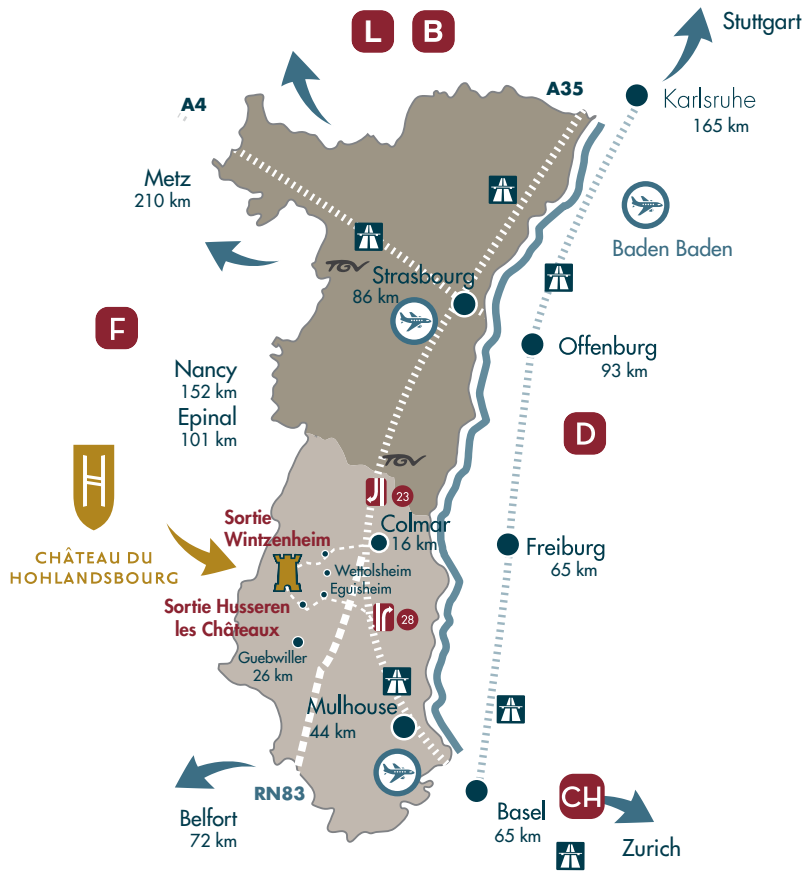 L B
Stuttgart
A4
A35
Karlsruhe
165 km
Metz
210 km
Baden Baden
TGV
Strasbourg
86 km
F
Offenburg
93 km
Nancy
152 km
Epinal
101 km
D
TGV
23
Sortie
Wintzenheim
Colmar
16 km
Freiburg
65 km
CHÂTEAU DU
HOHLANDSBOURG
Wettolsheim
Eguisheim
Sortie Husseren
les Châteaux
28
Guebwiller
26 km
Mulhouse
44 km
RN83
Belfort
72 km
Basel
65 km
CH
Zurich